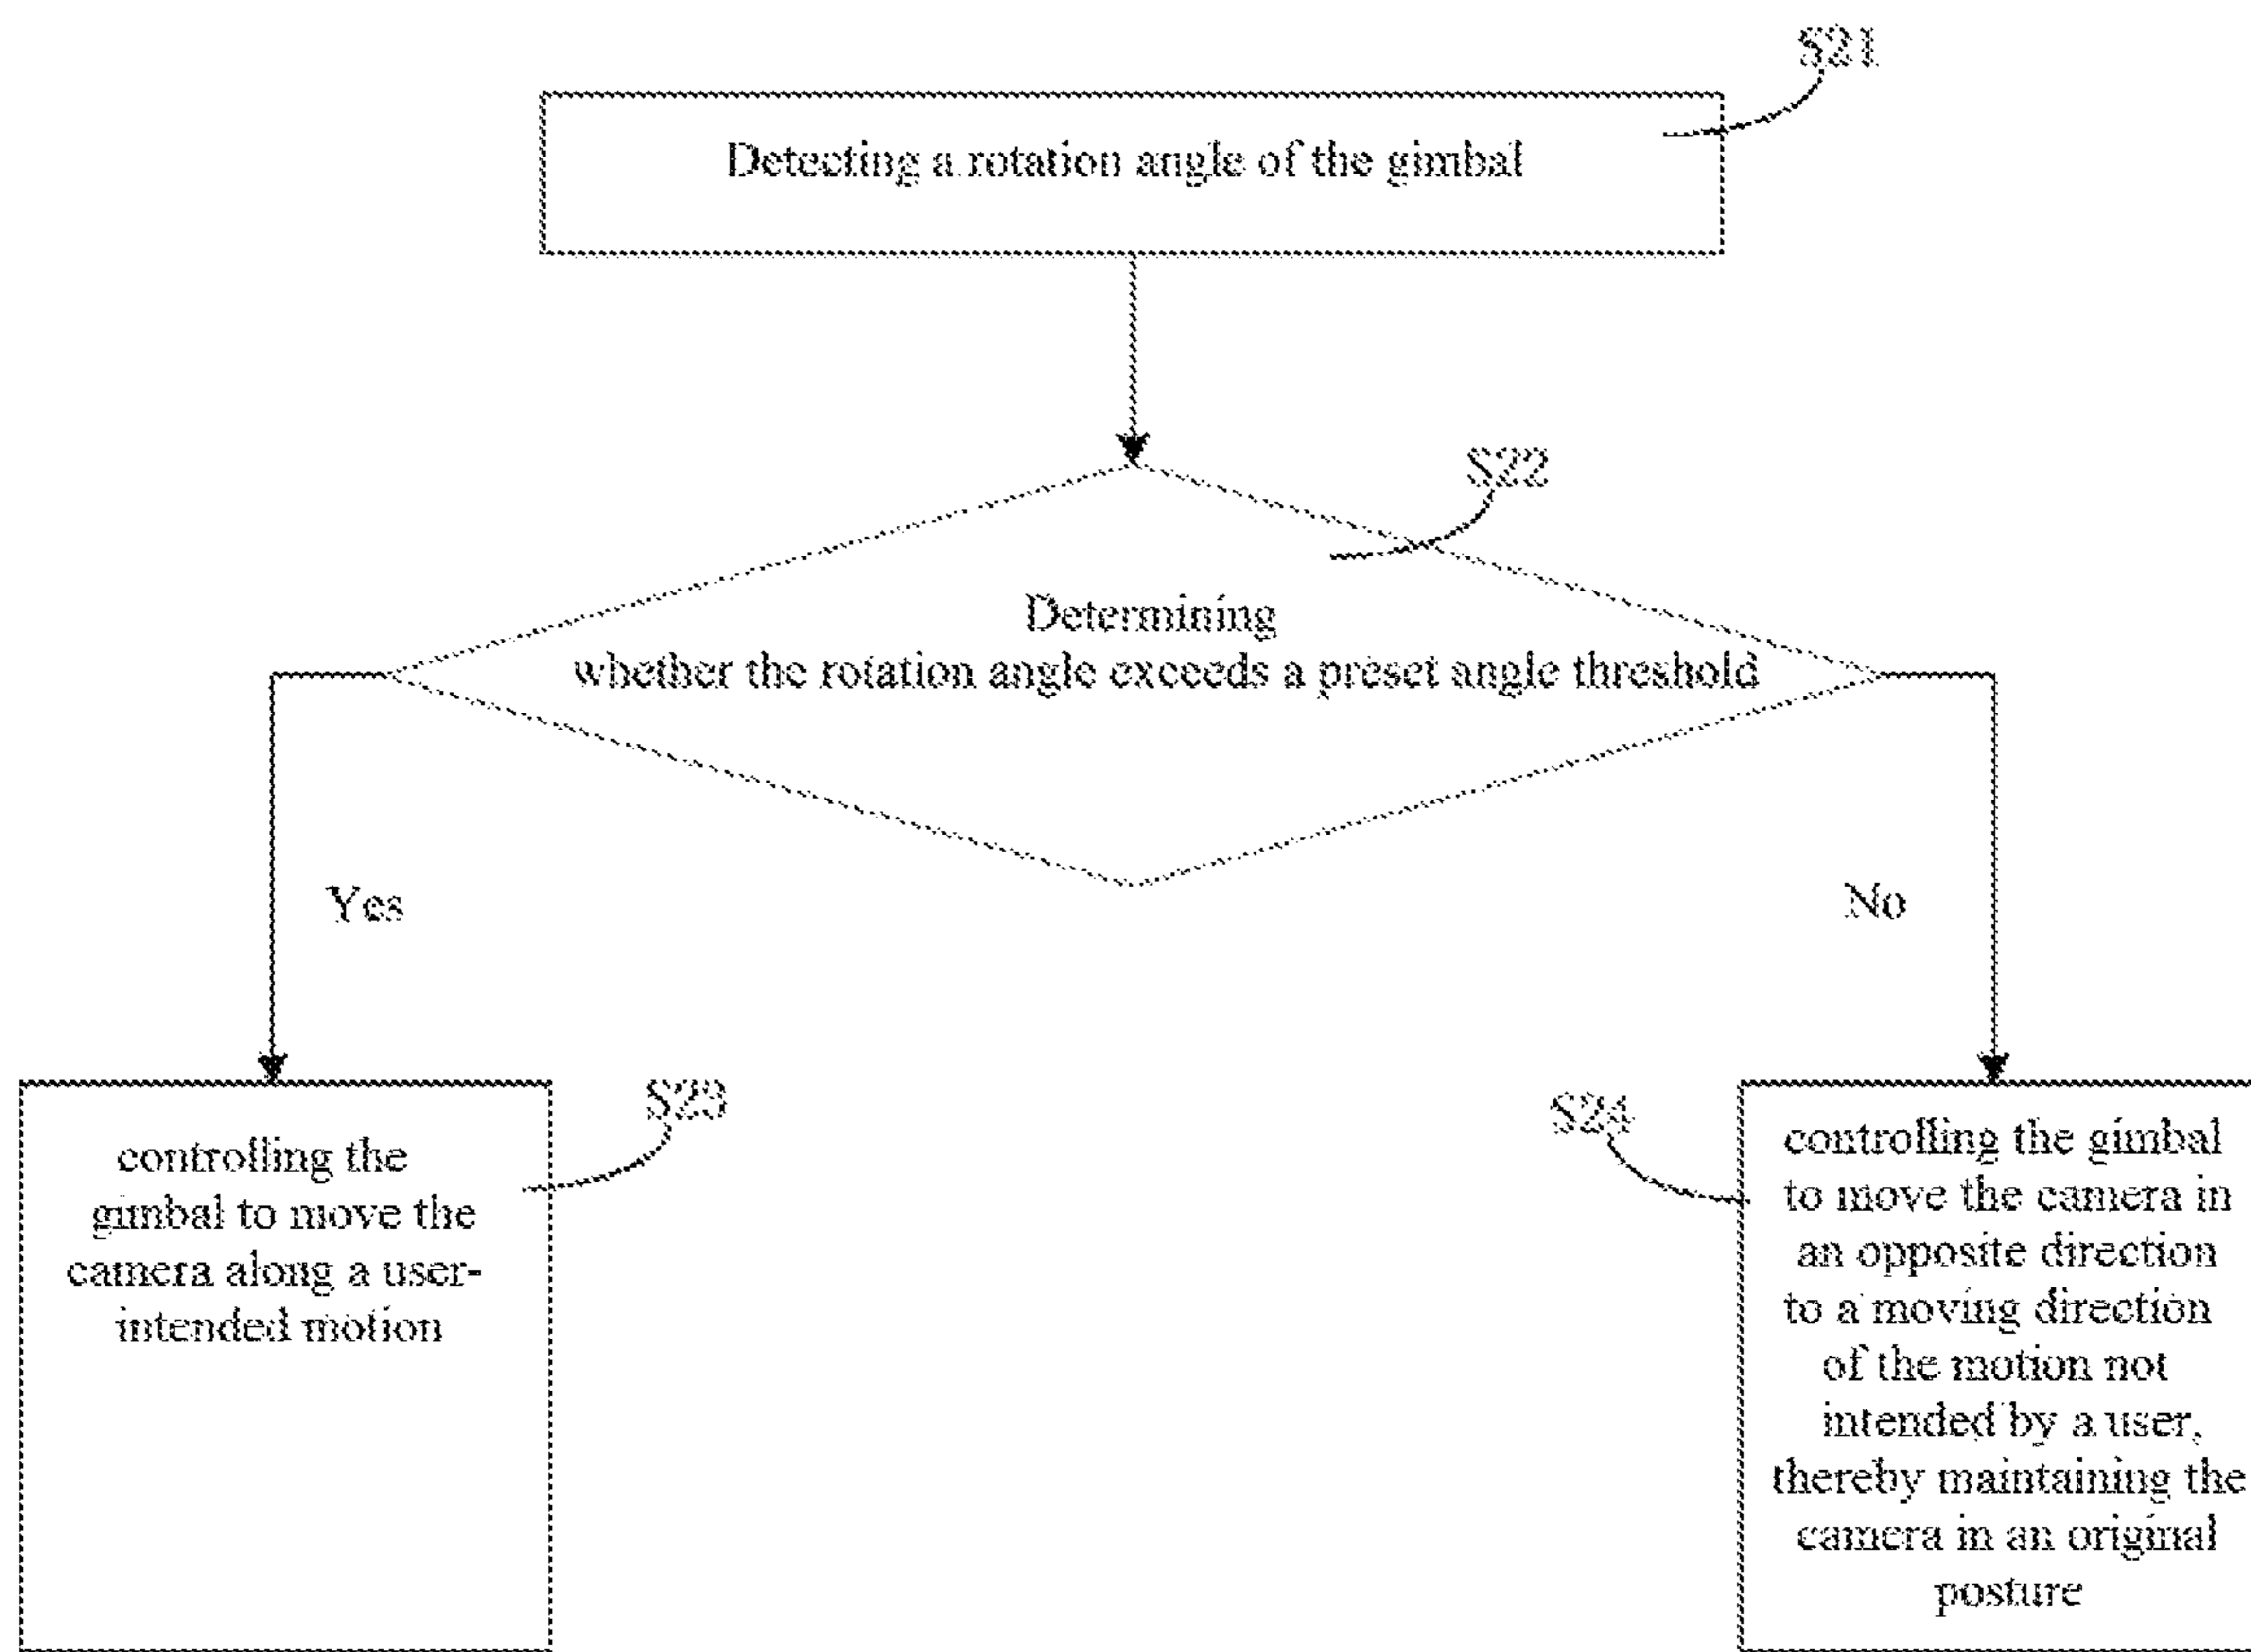 S21
Detecting a rotation angle of the gimbal
S22
Determining
whether the rotation angle exceeds a preset angle threshold
Yes
No
S23
controlling the
gimbal to move the
camera along a user-
intended motion
S24
controlling the gimbal
to move the camera in
an opposite direction
to a moving direction
of the motion not
intended by a user,
thereby maintaining the
camera in an original
posture